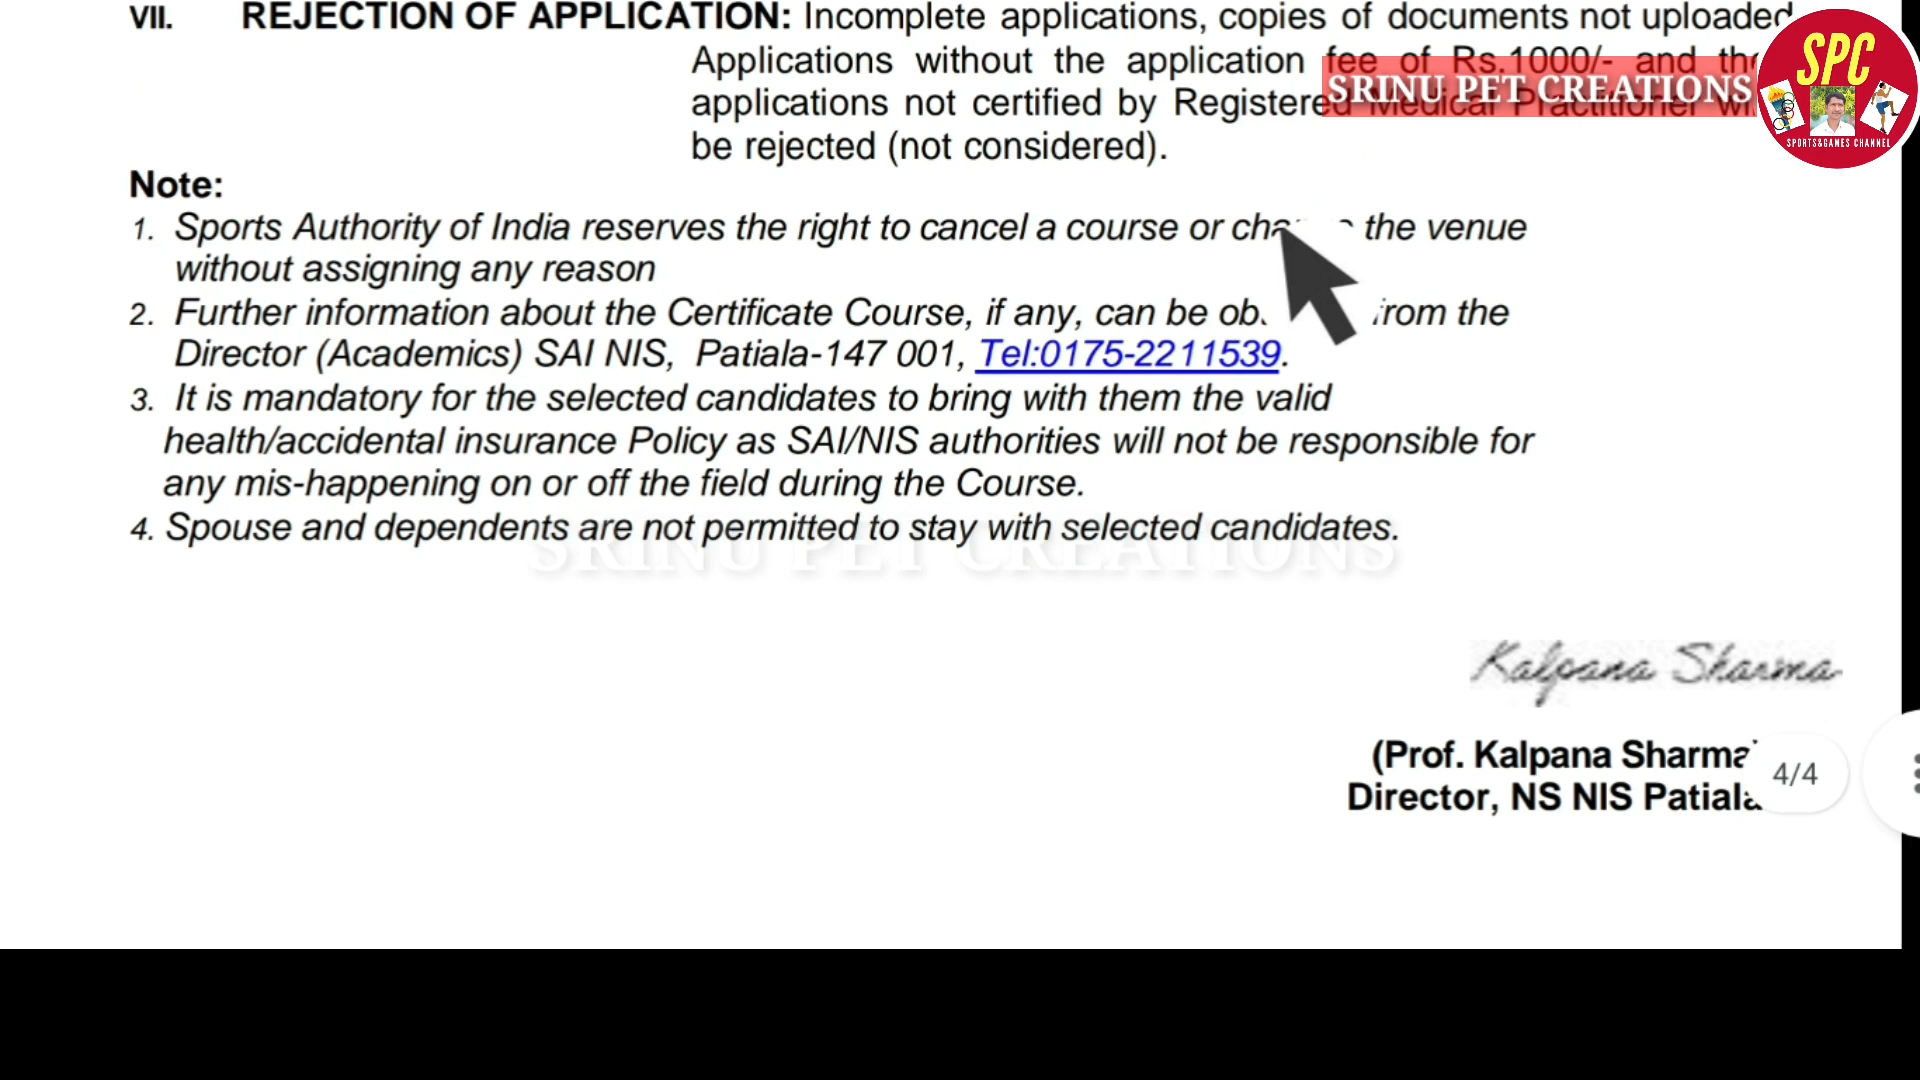 VII. REJECTION OF APPLICATION: Incomplete applications, copies of documents not uploaded
Applications without the application fee of Rs.1000/- and the
applications not certified by Registered Medical Practitioner
be rejected (not considered).
SRINU PET CREATIONS
SPC
SPORTS&GAMES CHANNEL
Note:
1. Sports Authority of India reserves the right to cancel a course or the venue
without assigning any reason
2. Further information about the Certificate Course, if any, can be from the
Director (Academics) SAI NIS, Patiala-147 001, Tel:0175-2211539.
3. It is mandatory for the selected candidates to bring with them the valid
health/accidental insurance Policy as SAI/NIS authorities will not be responsible for
any mis-happening on or off the field during the Course.
4. Spouse and dependents are not permitted to stay with selected candidates.
SRINU PET CREATIONS
Kalpana Sharma
(Prof. Kalpana Sharma)
Director, NS NIS Patiala
4/4